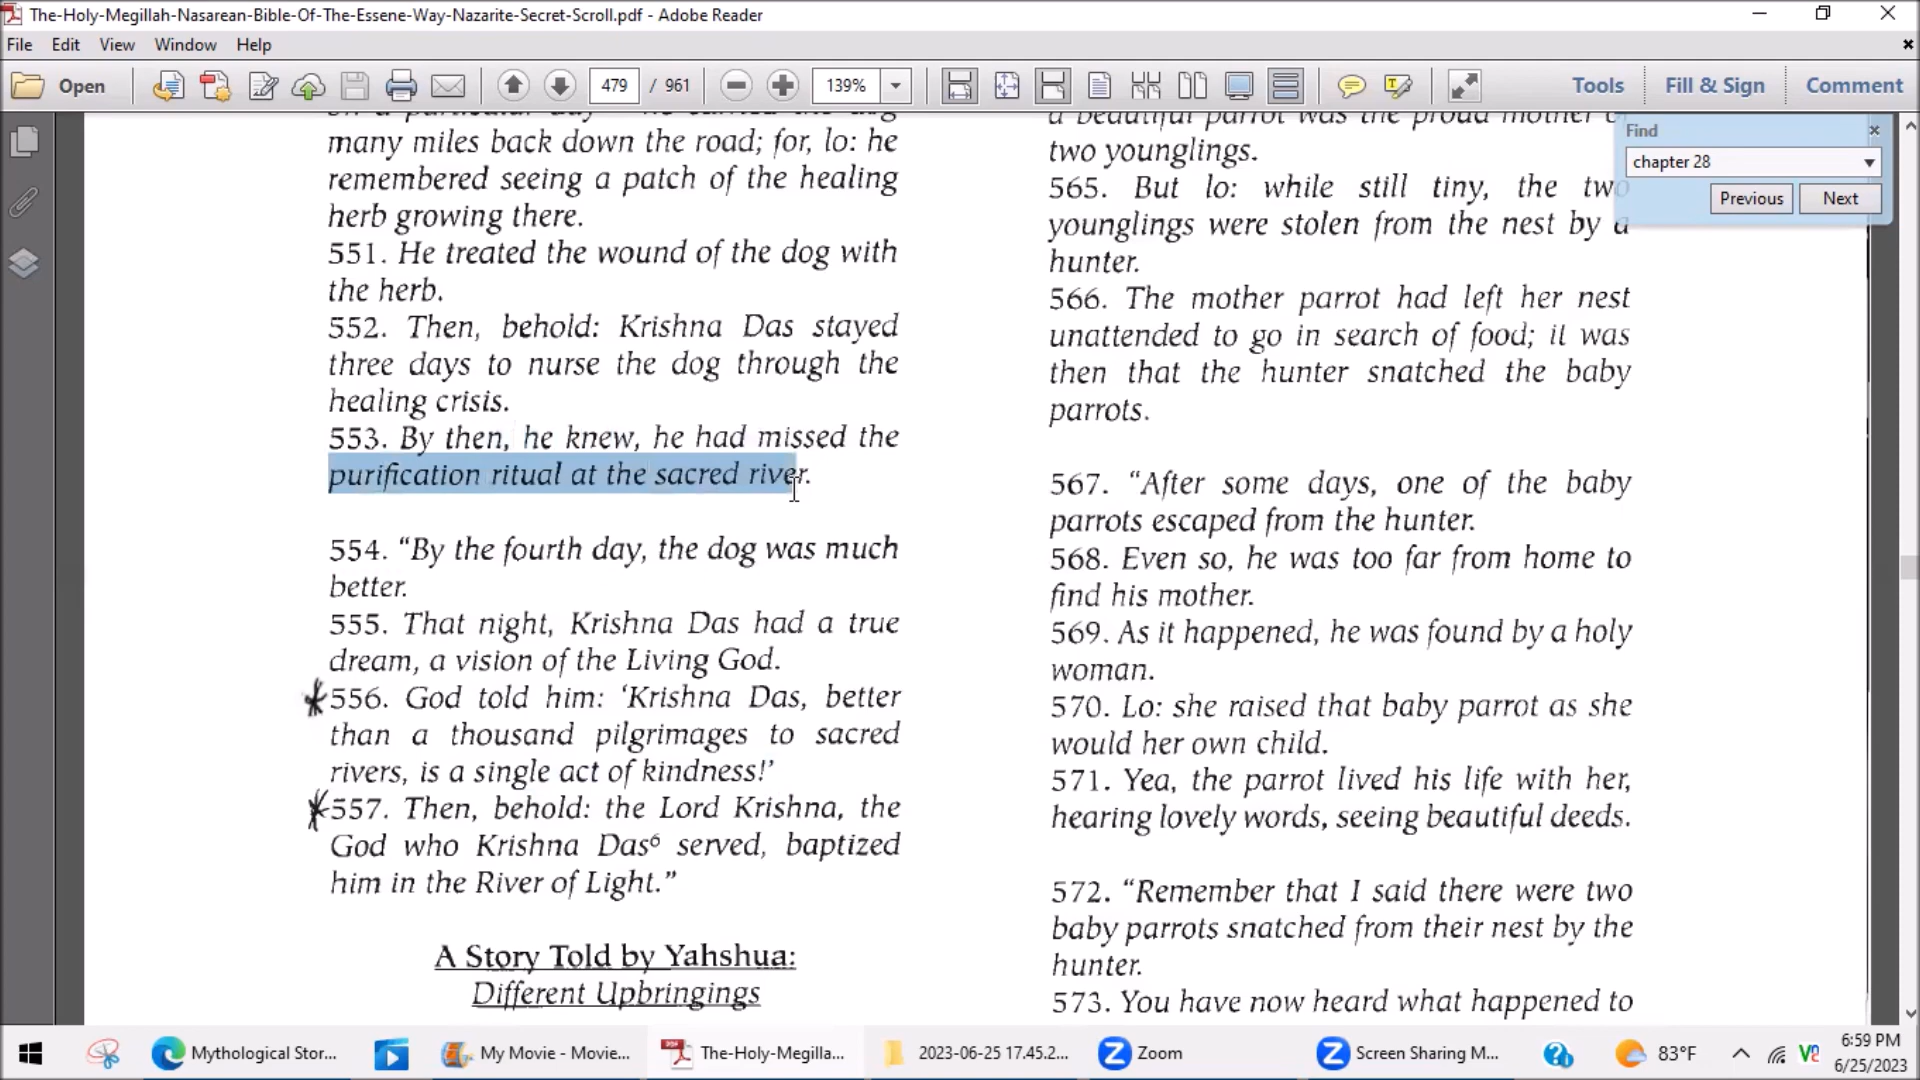 The-Holy-Megillah-Nasarean-Bible-Of-The-Essene-Way-Nazarite-Secret-Scroll.pdf - Adobe Reader
File Edit View Window Help
Open 479 / 961 139% Tools Fill & Sign Comment
Find
chapter 28
Previous Next
on a particular day he carried the dog
many miles back down the road; for, lo: he
remembered seeing a patch of the healing
herb growing there.
551. He treated the wound of the dog with
the herb.
552. Then, behold: Krishna Das stayed
three days to nurse the dog through the
healing crisis.
553. By then, he knew, he had missed the
purification ritual at the sacred river.
554. “By the fourth day, the dog was much
better.
555. That night, Krishna Das had a true
dream, a vision of the Living God.
556. God told him: ‘Krishna Das, better
than a thousand pilgrimages to sacred
rivers, is a single act of kindness!’
557. Then, behold: the Lord Krishna, the
God who Krishna Das⁶ served, baptized
him in the River of Light.”
A Story Told by Yahshua:
Different Upbringings
a beautiful parrot was the proud mother of
two younglings.
565. But lo: while still tiny, the two
younglings were stolen from the nest by a
hunter.
566. The mother parrot had left her nest
unattended to go in search of food; it was
then that the hunter snatched the baby
parrots.
567. “After some days, one of the baby
parrots escaped from the hunter.
568. Even so, he was too far from home to
find his mother.
569. As it happened, he was found by a holy
woman.
570. Lo: she raised that baby parrot as she
would her own child.
571. Yea, the parrot lived his life with her,
hearing lovely words, seeing beautiful deeds.
572. “Remember that I said there were two
baby parrots snatched from their nest by the
hunter.
573. You have now heard what happened to
Mythological Stor... My Movie - Movie... The-Holy-Megilla... 2023-06-25 17.45.2... Zoom Screen Sharing M... 83°F 6:59 PM
6/25/2023